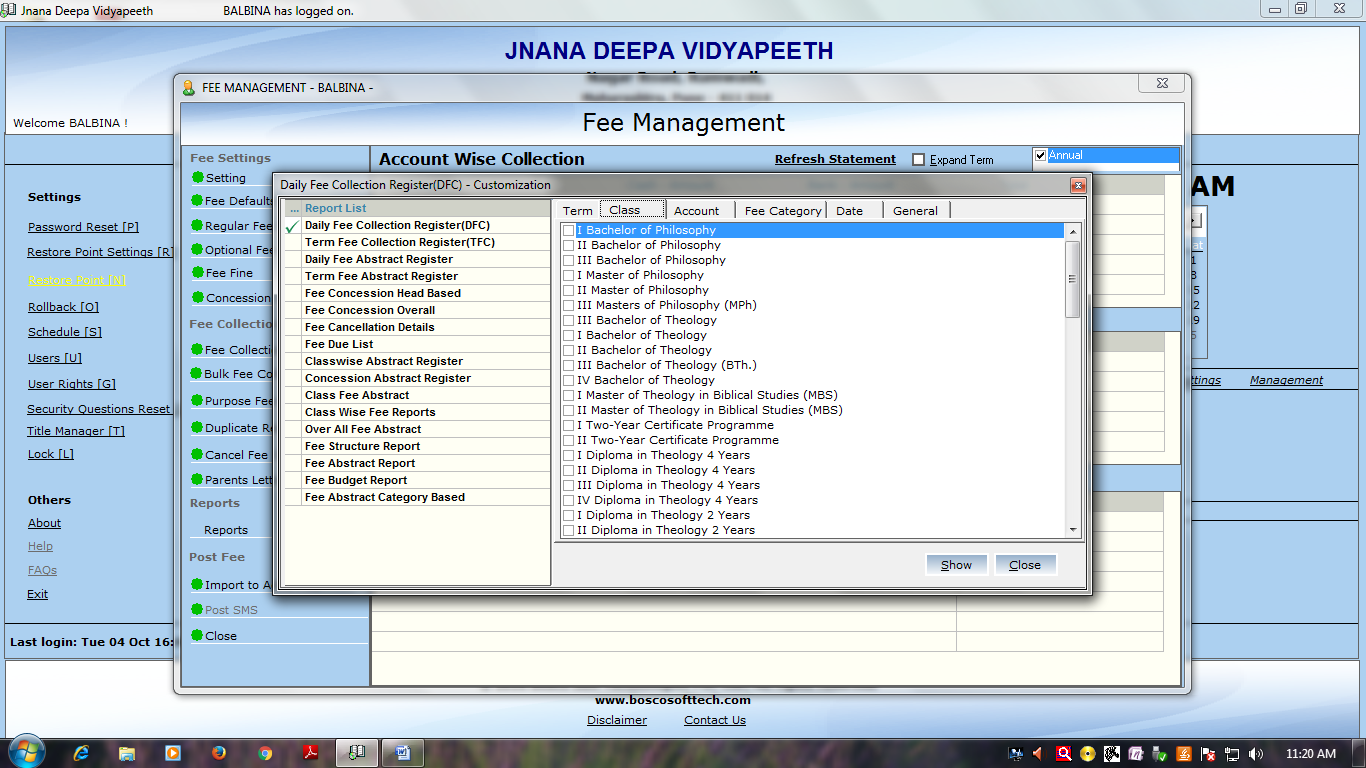 Jnana Deepa Vidyapeeth BALBINA has logged on.
JNANA DEEPA VIDYAPEETH
Welcome BALBINA !
Settings
Password Reset [P]
Restore Point Settings [R]
Restore Point [N]
Rollback [O]
Schedule [S]
Users [U]
User Rights [G]
Security Questions Reset
Title Manager [T]
Lock [L]
Others
About
Help
FAQs
Exit
Last login: Tue 04 Oct 16:
FEE MANAGEMENT - BALBINA -
Fee Management
Fee Settings
Setting
Fee Defaults
Regular Fee
Optional Fee
Fee Fine
Concession
Fee Collectio
Fee Collecti
Bulk Fee Co
Purpose Fee
Duplicate Re
Cancel Fee
Parents Lett
Reports
Reports
Post Fee
Import to A
Post SMS
Close
Account Wise Collection
Refresh Statement
Expand Term
Annual
AM
Management
Daily Fee Collection Register(DFC) - Customization
... Report List
Daily Fee Collection Register(DFC)
Term Fee Collection Register(TFC)
Daily Fee Abstract Register
Term Fee Abstract Register
Fee Concession Head Based
Fee Concession Overall
Fee Cancellation Details
Fee Due List
Classwise Abstract Register
Concession Abstract Register
Class Fee Abstract
Class Wise Fee Reports
Over All Fee Abstract
Fee Structure Report
Fee Abstract Report
Fee Budget Report
Fee Abstract Category Based
Term Class Account Fee Category Date General
I Bachelor of Philosophy
II Bachelor of Philosophy
III Bachelor of Philosophy
I Master of Philosophy
II Master of Philosophy
III Masters of Philosophy (MPh)
III Bachelor of Theology
I Bachelor of Theology
II Bachelor of Theology
III Bachelor of Theology (BTh.)
IV Bachelor of Theology
I Master of Theology in Biblical Studies (MBS)
II Master of Theology in Biblical Studies (MBS)
I Two-Year Certificate Programme
II Two-Year Certificate Programme
I Diploma in Theology 4 Years
II Diploma in Theology 4 Years
III Diploma in Theology 4 Years
IV Diploma in Theology 4 Years
I Diploma in Theology 2 Years
II Diploma in Theology 2 Years
Show Close
www.boscosofttech.com
Disclaimer Contact Us
11:20 AM